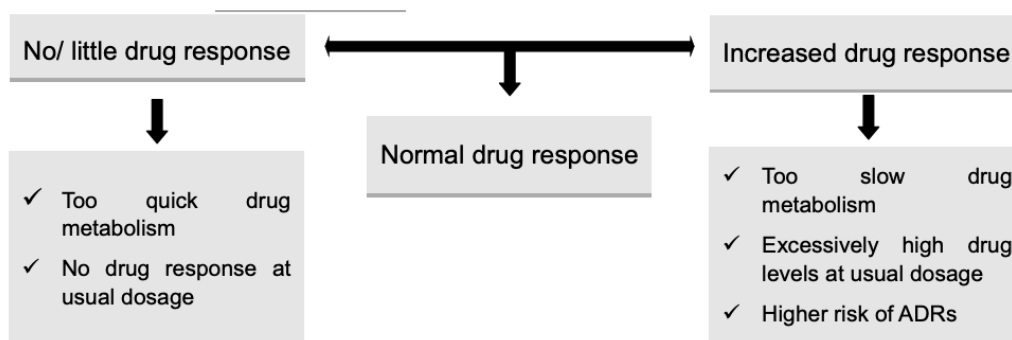 No/ little drug response
Increased drug response
Normal drug response
✓ Too quick drug
metabolism
✓ No drug response at
usual dosage
✓ Too slow drug
metabolism
✓ Excessively high drug
levels at usual dosage
✓ Higher risk of ADRs